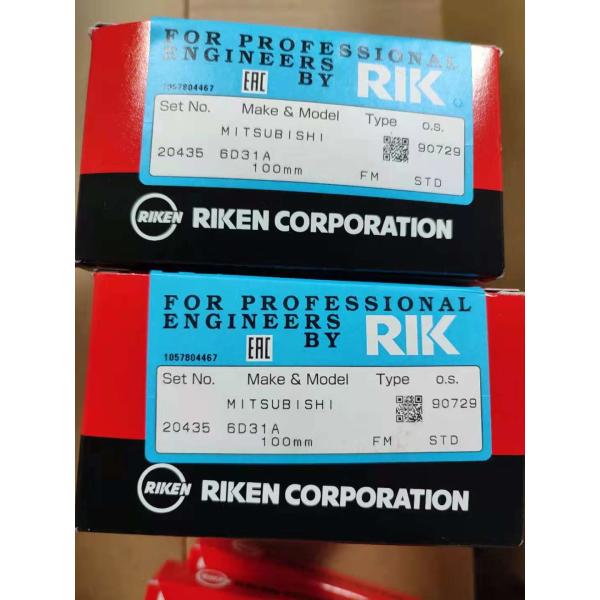 FOR PROFESSIONAL
ENGINEERS
BY RIK
1057804467 EAC
Set No. Make & Model Type o.s.
MITSUBISHI 90729
20435 6D31A
100mm FM STD
RIKEN RIKEN CORPORATION
FOR PROFESSIONAL
ENGINEERS
BY RIK
1057804467 EAC
Set No. Make & Model Type o.s.
MITSUBISHI 90729
20435 6D31A
100mm FM STD
RIKEN RIKEN CORPORATION